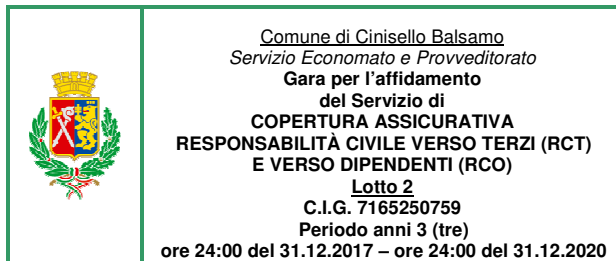 Comune di Cinisello Balsamo
Servizio Economato e Provveditorato
Gara per l'affidamento
del Servizio di
COPERTURA ASSICURATIVA
RESPONSABILITÀ CIVILE VERSO TERZI (RCT)
E VERSO DIPENDENTI (RCO)
Lotto 2
C.I.G. 7165250759
Periodo anni 3 (tre)
ore 24:00 del 31.12.2017 – ore 24:00 del 31.12.2020